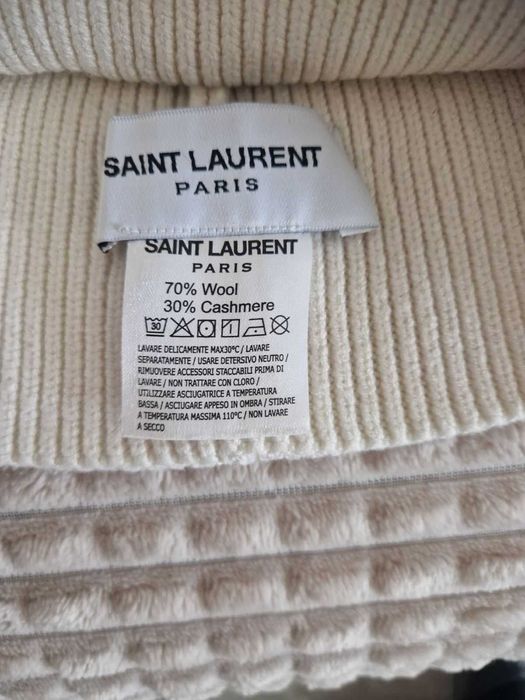 SAINT LAURENT
PARIS
SAINT LAURENT
PARIS
70% Wool
30% Cashmere
30
LAVARE DELICAMENTE MAX30°C / LAVARE
SEPARATAMENTE / USARE DETERSIVO NEUTRO /
RIMUOVERE ACCESSORI STACCABILI PRIMA DI
LAVARE / NON TRATTARE CON CLORO /
UTILIZZARE ASCIUGATRICE A TEMPERATURA
BASSA / ASCIUGARE APPESO IN OMBRA / STIRARE
A TEMPERATURA MASSIMA 110°C / NON LAVARE
A SECCO